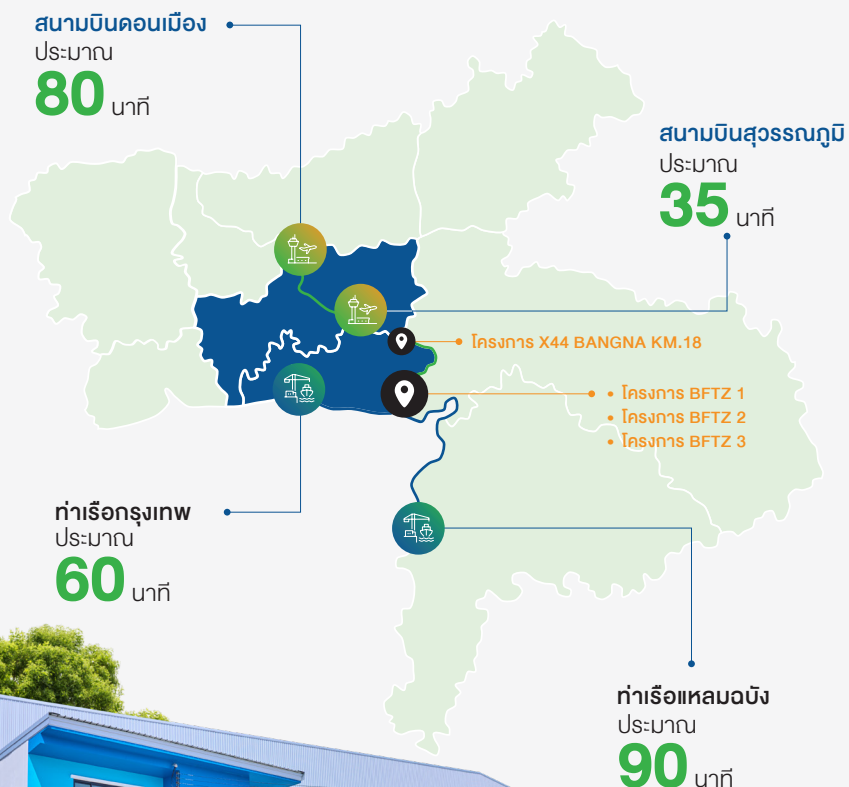 สนามบินดอนเมือง
ประมาณ
80 นาที
สนามบินสุวรรณภูมิ
ประมาณ
35 นาที
โครงการ X44 BANGNA KM.18
• โครงการ BFTZ 1
• โครงการ BFTZ 2
• โครงการ BFTZ 3
ท่าเรือกรุงเทพ
ประมาณ
60 นาที
ท่าเรือแหลมฉบัง
ประมาณ
90 นาที